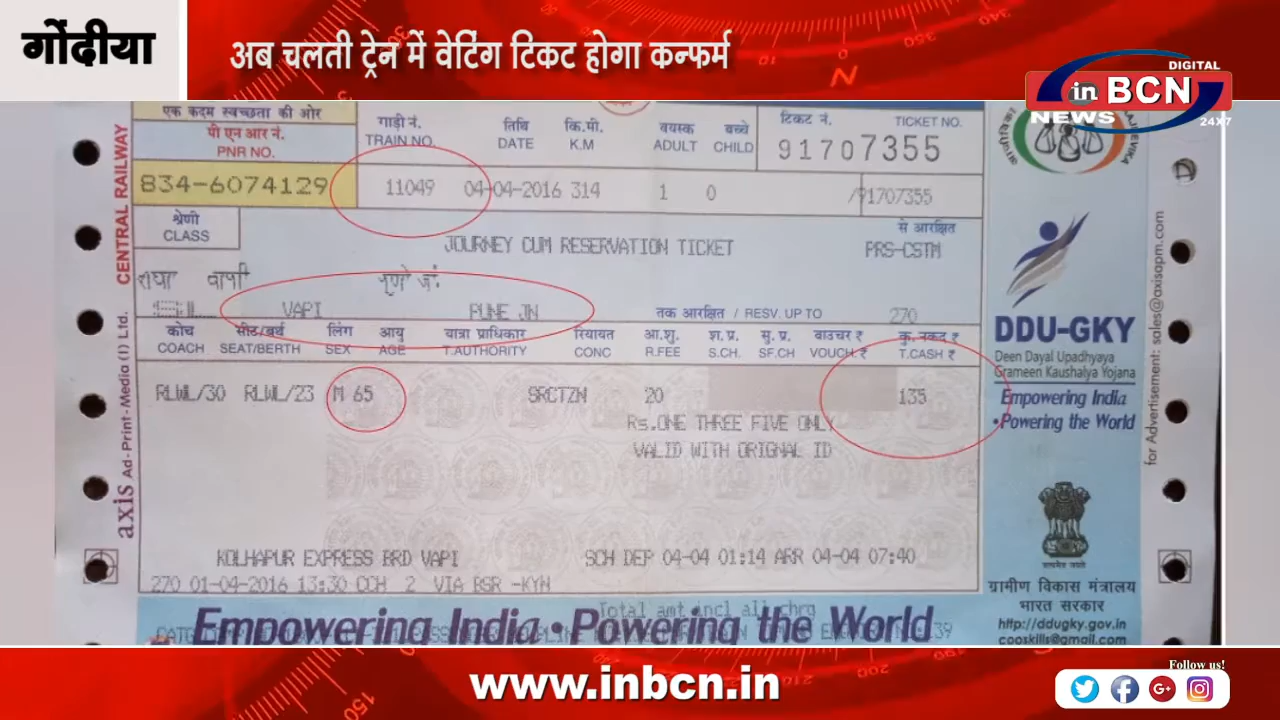 गोंदीया
अब चलती ट्रेन में वेटिंग टिकट होगा कन्फर्म
DIGITAL
in BCN
NEWS 24X7
एक कदम स्वच्छता की ओर
पी एन आर नं.
PNR NO.
गाड़ी नं.
TRAIN NO.
तिथि
DATE
कि.मी.
K.M
वयस्क
ADULT
बच्चे
CHILD
टिकट नं. TICKET NO.
91707355
834-6074129 11049 04-04-2016 314 1 0 /91707355
श्रेणी
CLASS
से आरक्षित
JOURNEY CUM RESERVATION TICKET PRS-CSTM
वापी पुणे जं.
VAPI PUNE JN तक आरक्षित / RESV. UP TO 270
कोच सीट/बर्थ लिंग आयु यात्रा प्राधिकार रियायत आ.शु. श.प्र. सु.प्र. वाउचर ₹ कु. नकद ₹
COACH SEAT/BERTH SEX AGE T.AUTHORITY CONC R.FEE S.CH. SF.CH VOUCH.₹ T.CASH ₹
RLWL/30 RLWL/23 M 65 SRCTZN 20 135
Rs.ONE THREE FIVE ONLY
VALID WITH ORIGNAL ID
KOLHAPUR EXPRESS BRD VAPI SCH DEP 04-04 01:14 ARR 04-04 07:40
270 01-04-2016 13:30 CCH 2 VIA BSR -KYN
Total amt incl all chrg
Empowering India•Powering the World
CENTRAL RAILWAY
axis Ad-Print-Media (I) Ltd.
AAJEEVIKA
DDU-GKY
Deen Dayal Upadhyaya
Grameen Kaushalya Yojana
Empowering India
•Powering the World
सत्यमेव जयते
ग्रामीण विकास मंत्रालय
भारत सरकार
http://ddugky.gov.in
cooskills@gmail.com
for Advertisement: sales@axisapm.com
www.inbcn.in
Follow us!